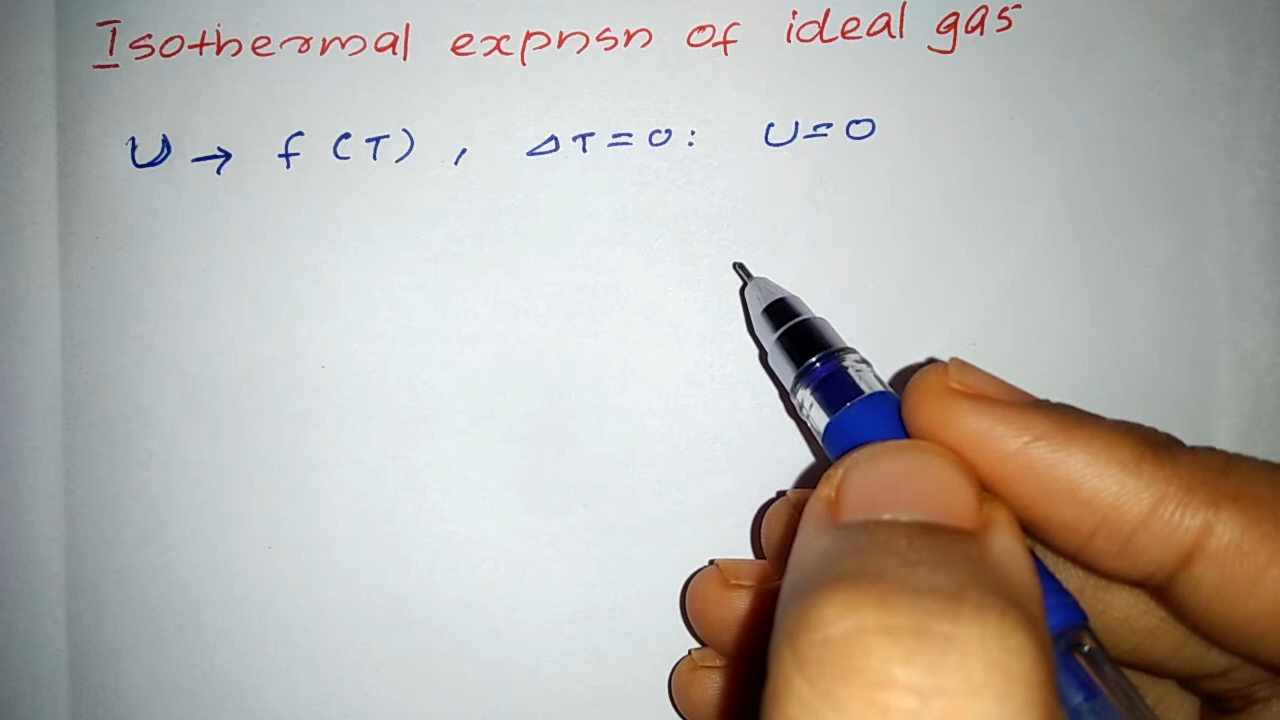 Isothermal expnsn of ideal gas
U → f (T) , ΔT = 0 : U = 0